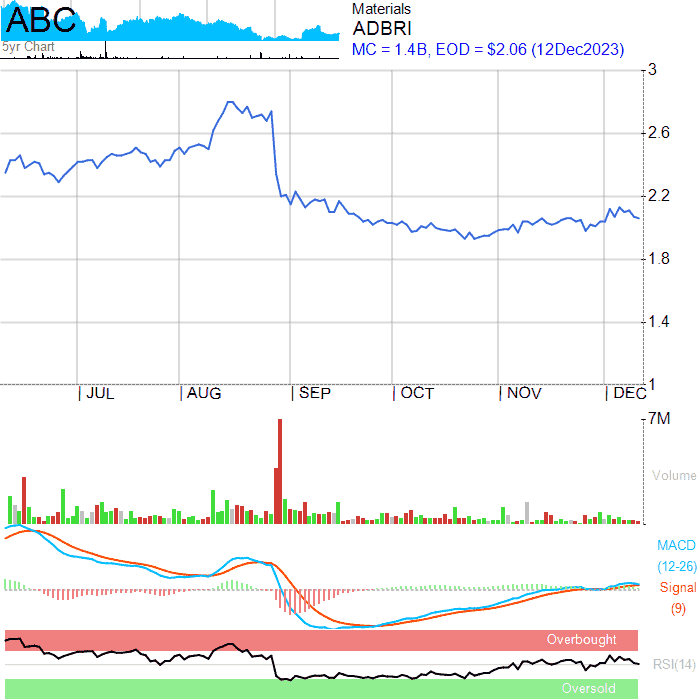 ABC
5yr Chart
Materials
ADBRI
MC = 1.4B, EOD = $2.06 (12Dec2023)
3
2.6
2.2
1.8
1.4
1
JUL AUG SEP OCT NOV DEC
7M
Volume
MACD
(12-26)
Signal
(9)
Overbought
RSI(14)
Oversold